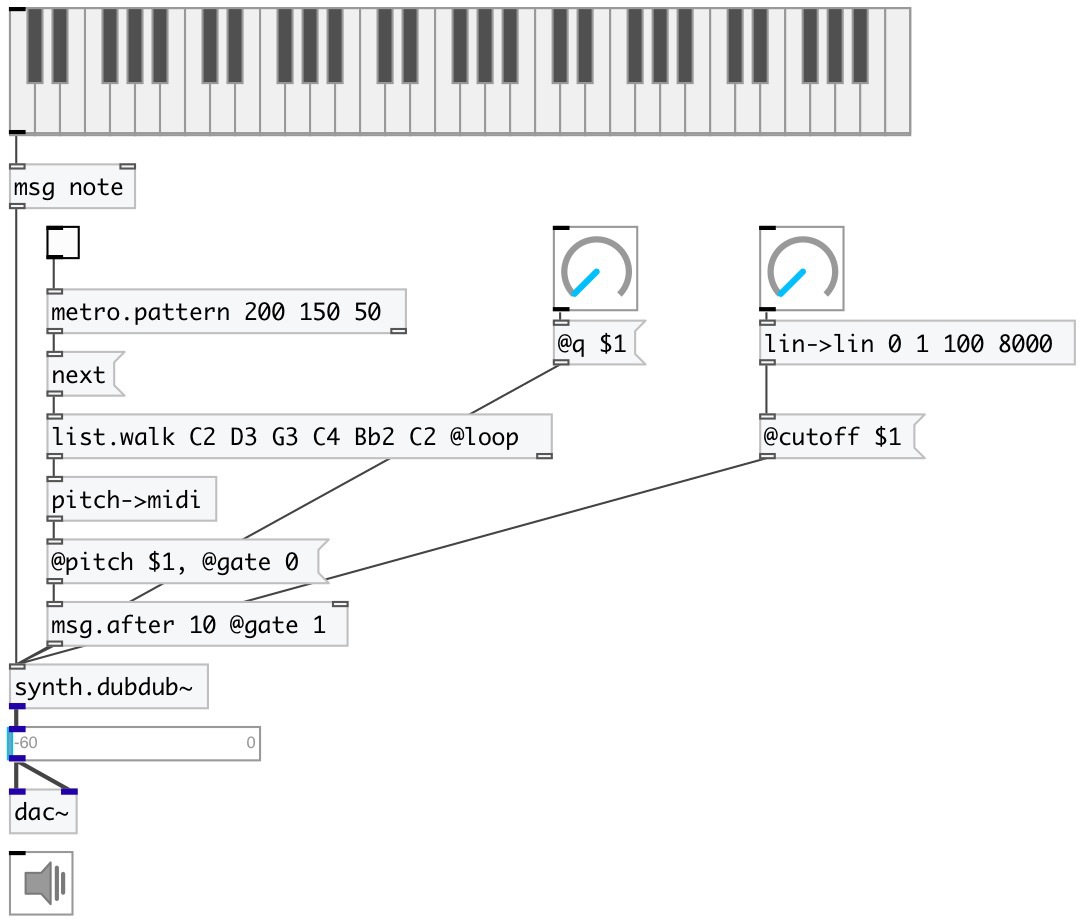 msg note
metro.pattern 200 150 50
@q $1
lin->lin 0 1 100 8000
next
list.walk C2 D3 G3 C4 Bb2 C2 @loop
@cutoff $1
pitch->midi
@pitch $1, @gate 0
msg.after 10 @gate 1
synth.dubdub~
-60 0
dac~